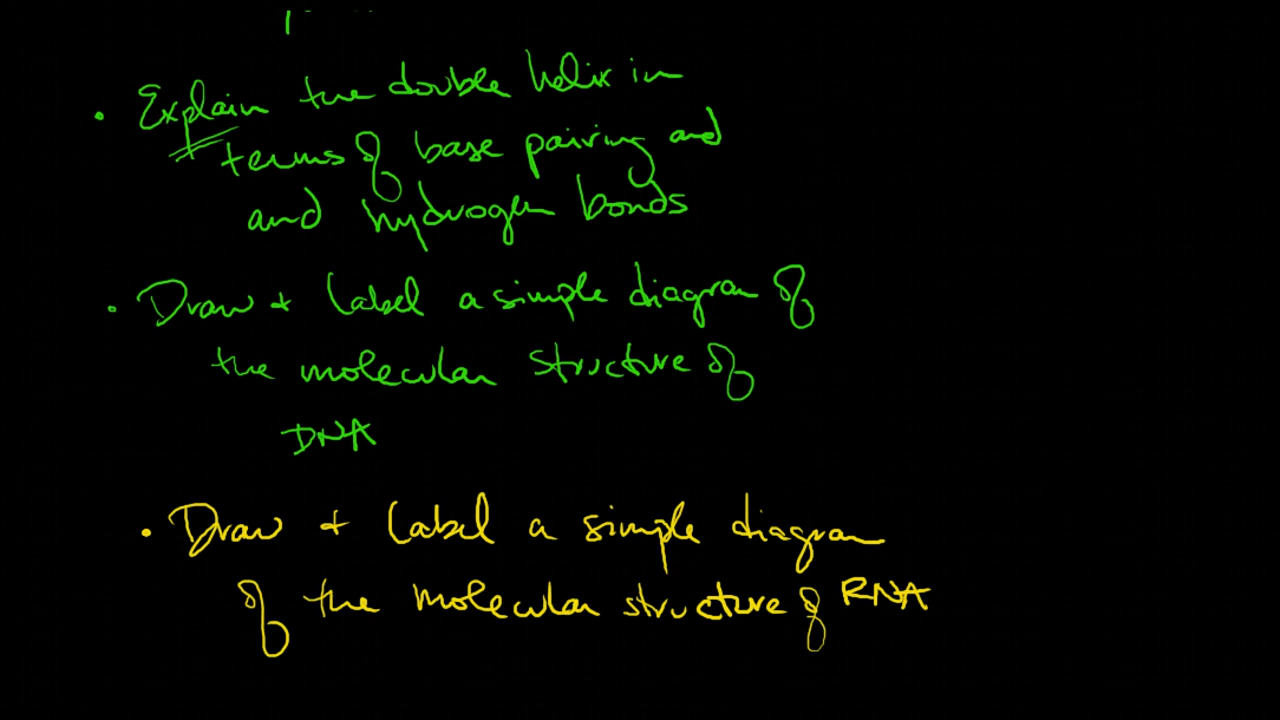 • Explain the double helix in
terms of base pairing and
and hydrogen bonds
• Draw + Label a simple diagram of
the molecular structure of
DNA
• Draw + Label a simple diagram
of the molecular structure of RNA